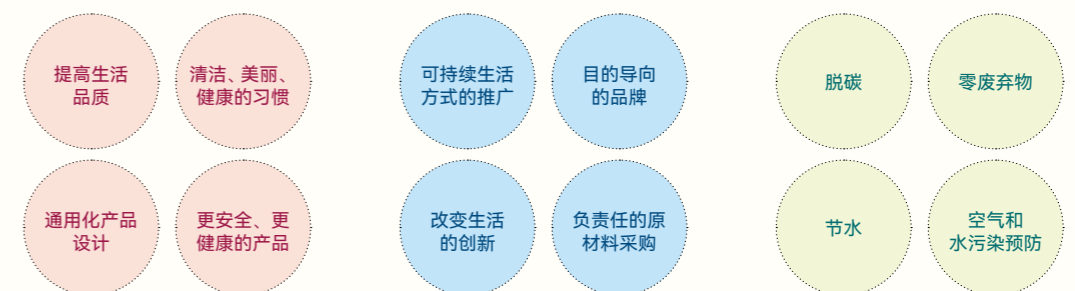 提高生活
品质
清洁、美丽、
健康的习惯
可持续生活
方式的推广
目的导向
的品牌
脱碳
零废弃物
通用化产品
设计
更安全、更
健康的产品
改变生活
的创新
负责任的原
材料采购
节水
空气和
水污染预防